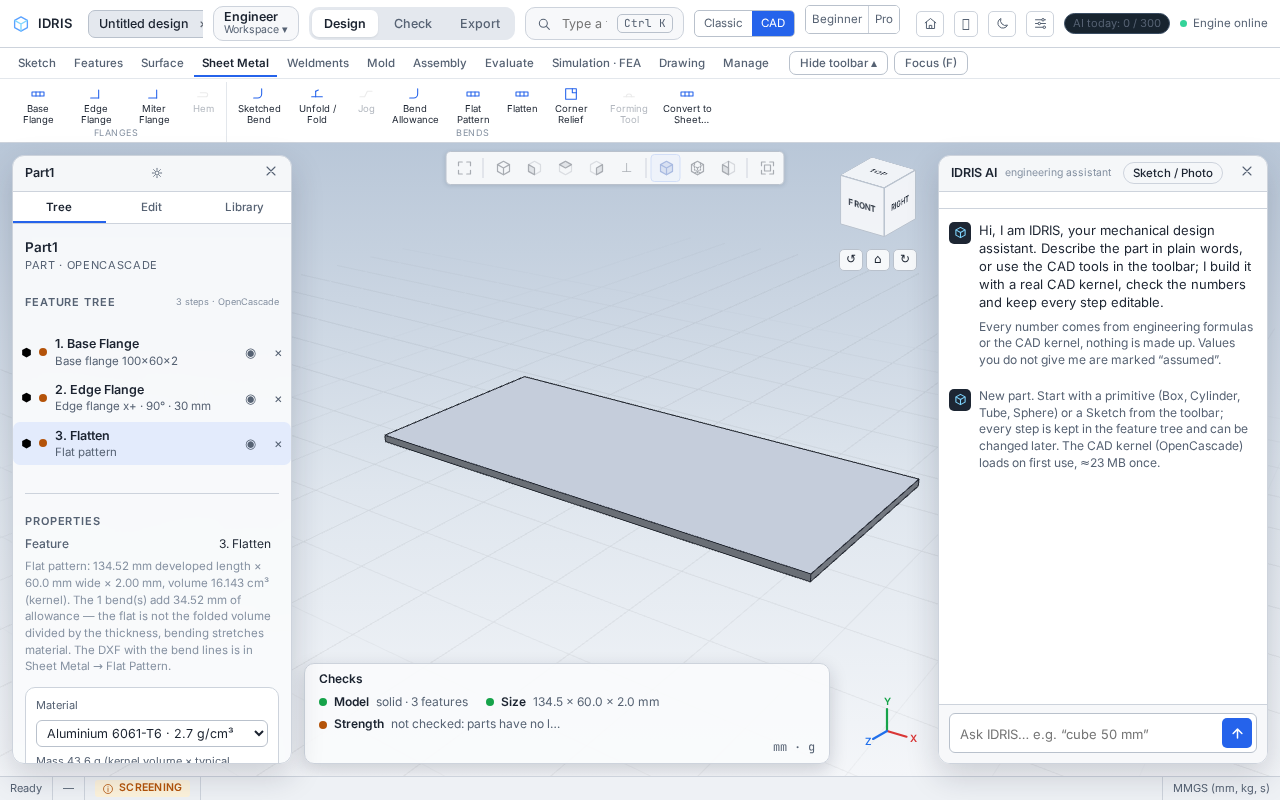 IDRIS
Untitled design
Engineer
Workspace ▾
Design
Check
Export
Type a
Ctrl K
Classic
CAD
Beginner
Pro
AI today: 0 / 300
Engine online
Sketch
Features
Surface
Sheet Metal
Weldments
Mold
Assembly
Evaluate
Simulation · FEA
Drawing
Manage
Hide toolbar ▴
Focus (F)
Base Flange
Edge Flange
Miter Flange
Hem
Sketched Bend
Unfold / Fold
Jog
Bend Allowance
Flat Pattern
Flatten
Corner Relief
Forming Tool
Convert to Sheet...
FLANGES
BENDS
Part1
Tree
Edit
Library
Part1
PART · OPENCASCADE
FEATURE TREE
3 steps · OpenCascade
1. Base Flange
Base flange 100×60×2
2. Edge Flange
Edge flange x+ · 90° · 30 mm
3. Flatten
Flat pattern
PROPERTIES
Feature
3. Flatten
Flat pattern: 134.52 mm developed length ×
60.0 mm wide × 2.00 mm, volume 16.143 cm³
(kernel). The 1 bend(s) add 34.52 mm of
allowance — the flat is not the folded volume
divided by the thickness, bending stretches
material. The DXF with the bend lines is in
Sheet Metal → Flat Pattern.
Material
Aluminium 6061-T6 · 2.7 g/cm³
Mass 43.6 g (kernel volume × typical
TOP
FRONT
RIGHT
Checks
Model solid · 3 features
Size 134.5 × 60.0 × 2.0 mm
Strength not checked: parts have no l...
mm · g
Y
X
Z
IDRIS AI
engineering assistant
Sketch / Photo
Hi, I am IDRIS, your mechanical design
assistant. Describe the part in plain words,
or use the CAD tools in the toolbar; I build it
with a real CAD kernel, check the numbers
and keep every step editable.
Every number comes from engineering formulas
or the CAD kernel, nothing is made up. Values
you do not give me are marked “assumed”.
New part. Start with a primitive (Box, Cylinder,
Tube, Sphere) or a Sketch from the toolbar;
every step is kept in the feature tree and can be
changed later. The CAD kernel (OpenCascade)
loads on first use, ≈23 MB once.
Ask IDRIS... e.g. “cube 50 mm”
Ready
—
SCREENING
MMGS (mm, kg, s)